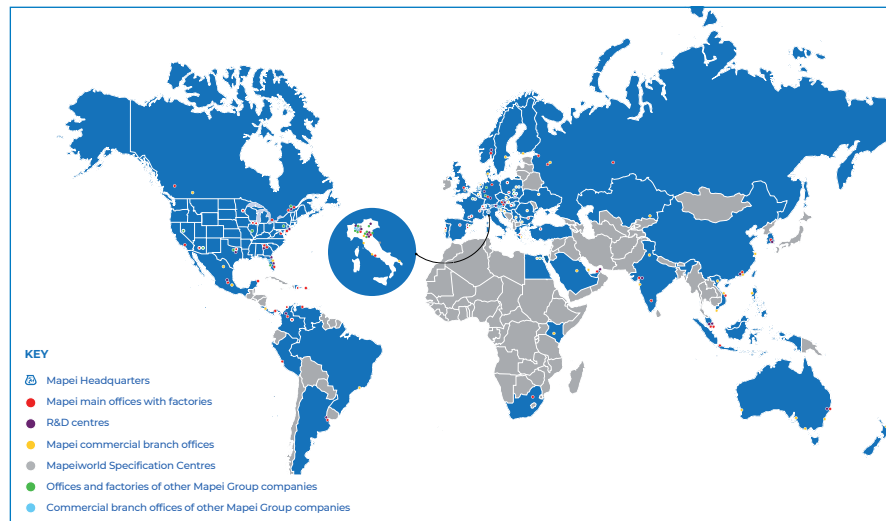 KEY
Mapei Headquarters
Mapei main offices with factories
R&D centres
Mapei commercial branch offices
Mapeiworld Specification Centres
Offices and factories of other Mapei Group companies
Commercial branch offices of other Mapei Group companies